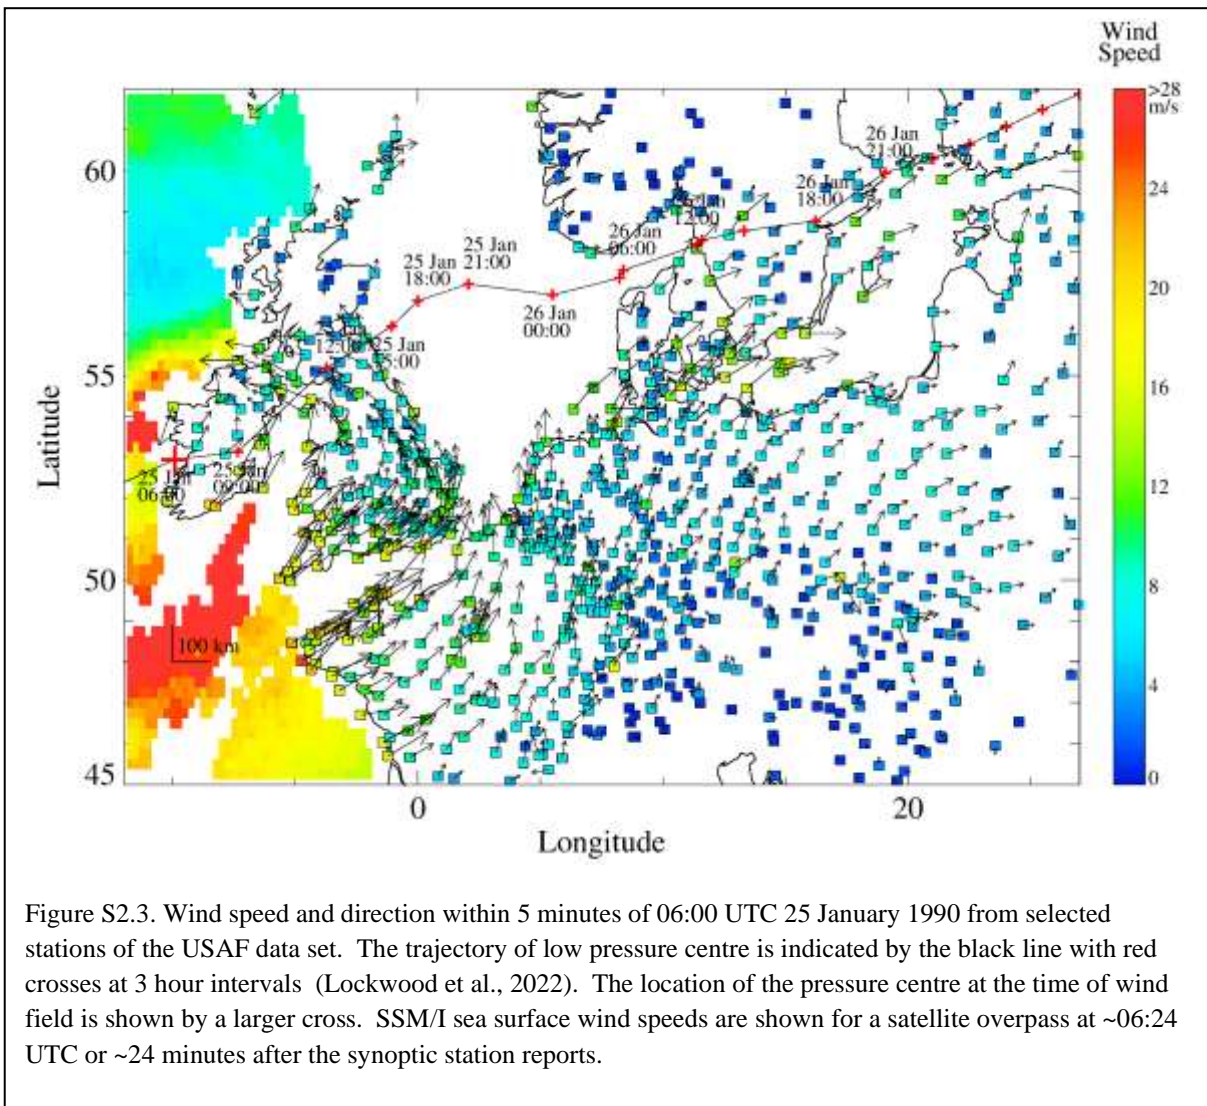 Wind
Speed
>28
m/s
24
20
16
12
8
4
0
60
55
50
45
Latitude
0
20
Longitude
26 Jan
21:00
26 Jan
18:00
12:00
26 Jan
06:00
25 Jan
21:00
25 Jan
18:00
26 Jan
00:00
12:00
25 Jan
25 Jan
09:00
25 Jan
06:00
100 km
Figure S2.3. Wind speed and direction within 5 minutes of 06:00 UTC 25 January 1990 from selected
stations of the USAF data set. The trajectory of low pressure centre is indicated by the black line with red
crosses at 3 hour intervals (Lockwood et al., 2022). The location of the pressure centre at the time of wind
field is shown by a larger cross. SSM/I sea surface wind speeds are shown for a satellite overpass at ~06:24
UTC or ~24 minutes after the synoptic station reports.